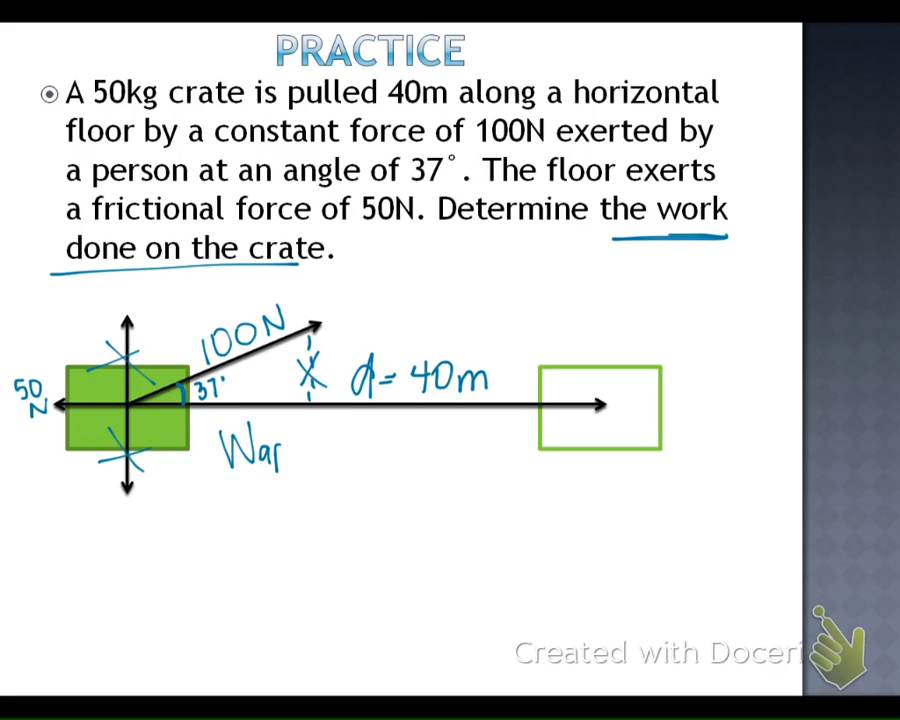 PRACTICE
A 50kg crate is pulled 40m along a horizontal
floor by a constant force of 100N exerted by
a person at an angle of 37°. The floor exerts
a frictional force of 50N. Determine the work
done on the crate.
100N
50
N
37°
d = 40m
Wap
Created with Doceri